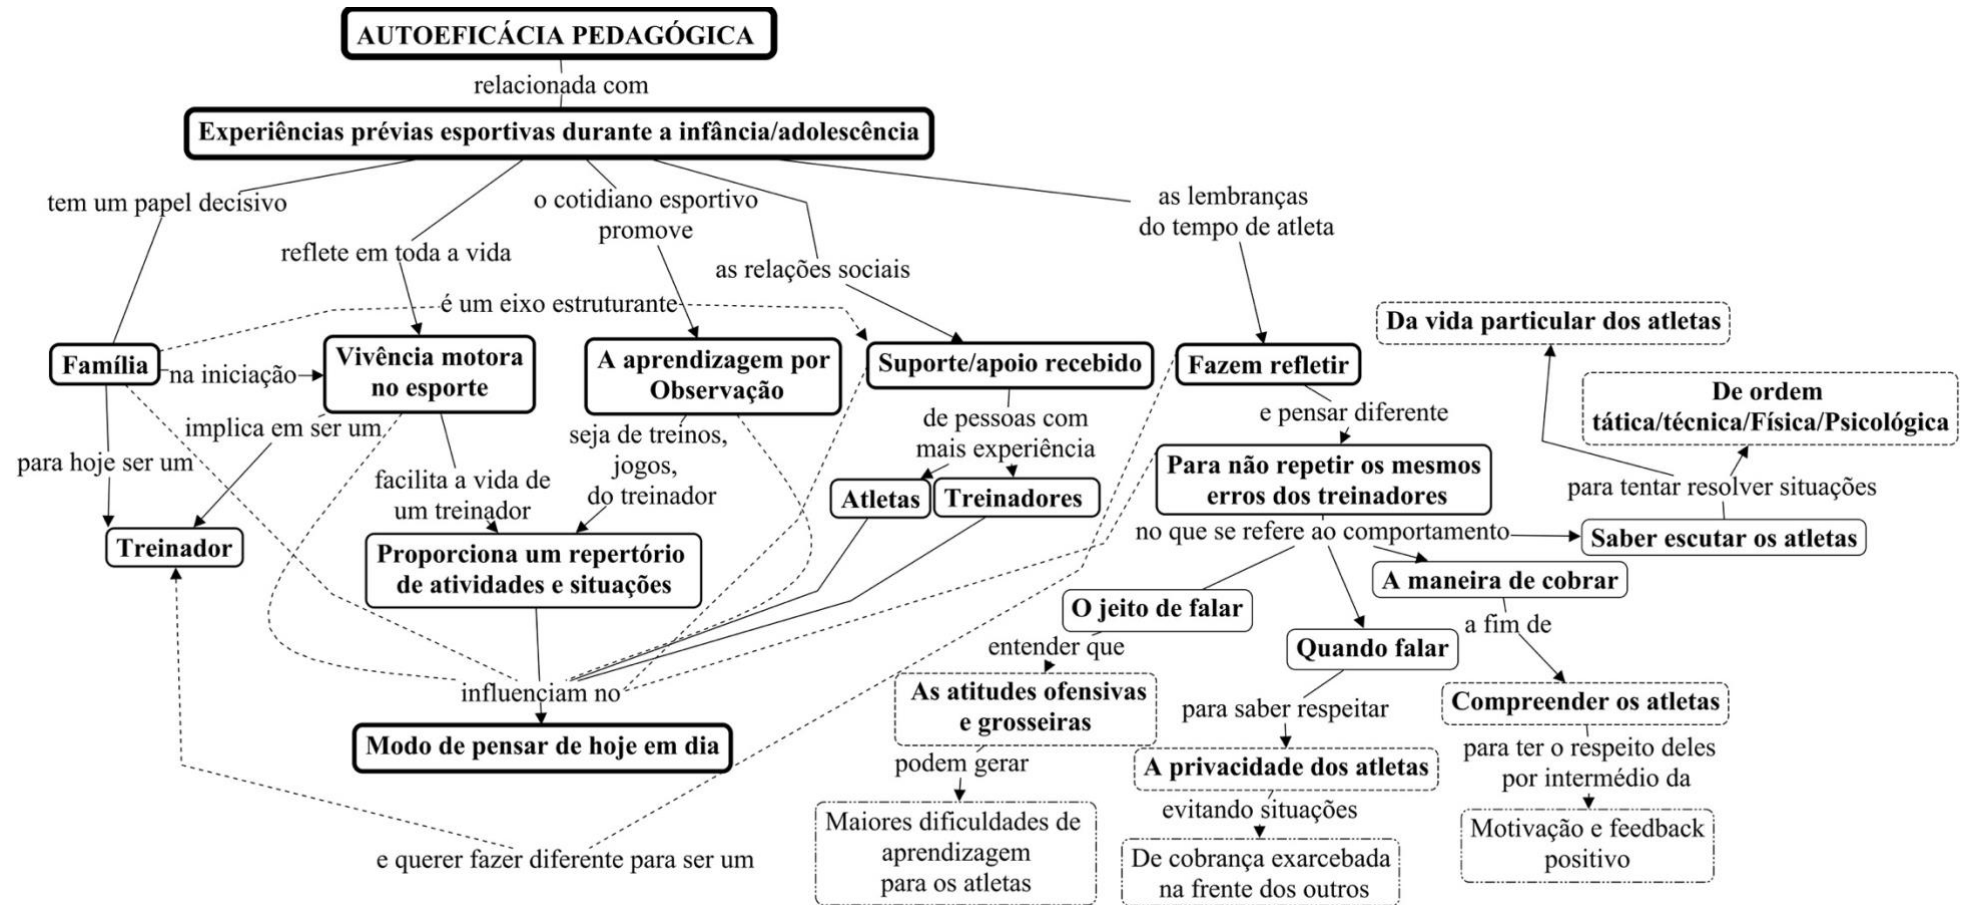 AUTOEFICÁCIA PEDAGÓGICA
relacionada com
Experiências prévias esportivas durante a infância/adolescência
tem um papel decisivo
reflete em toda a vida
o cotidiano esportivo
promove
as relações sociais
as lembranças
do tempo de atleta
é um eixo estruturante
Família
na iniciação
Vivência motora
no esporte
A aprendizagem por
Observação
Suporte/apoio recebido
Fazem refletir
Da vida particular dos atletas
De ordem
tática/técnica/Física/Psicológica
implica em ser um
para hoje ser um
facilita a vida de
um treinador
seja de treinos,
jogos,
do treinador
de pessoas com
mais experiência
e pensar diferente
Para não repetir os mesmos
erros dos treinadores
para tentar resolver situações
Treinador
Proporciona um repertório
de atividades e situações
Atletas
Treinadores
no que se refere ao comportamento
Saber escutar os atletas
A maneira de cobrar
O jeito de falar
Quando falar
a fim de
entender que
influenciam no
As atitudes ofensivas
e grosseiras
para saber respeitar
Compreender os atletas
Modo de pensar de hoje em dia
podem gerar
A privacidade dos atletas
para ter o respeito deles
por intermédio da
evitando situações
Maiores dificuldades de
aprendizagem
para os atletas
De cobrança exarcebada
na frente dos outros
Motivação e feedback
positivo
e querer fazer diferente para ser um